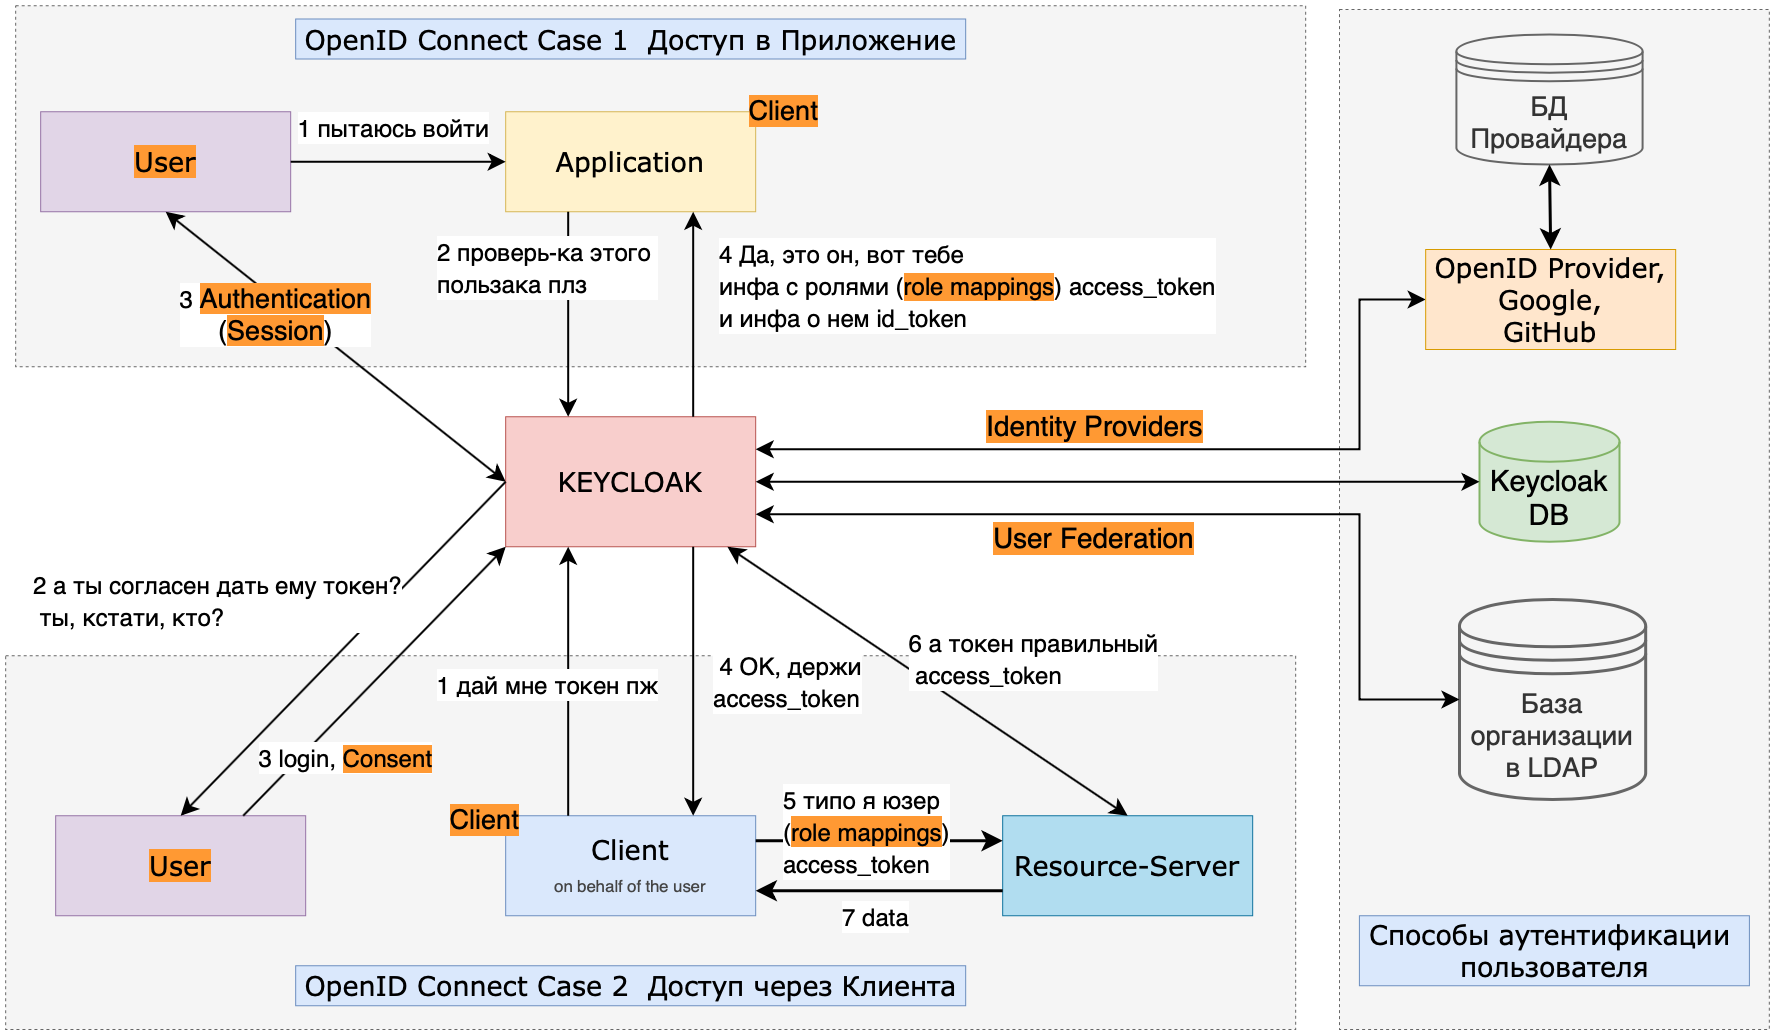 OpenID Connect Case 1  Доступ в Приложение
Client
User
1 пытаюсь войти
Application
2 проверь-ка этого
пользака плз
3 Authentication
(Session)
4 Да, это он, вот тебе
инфа с ролями (role mappings) access_token
и инфа о нем id_token
KEYCLOAK
Identity Providers
User Federation
БД
Провайдера
OpenID Provider,
Google,
GitHub
Keycloak
DB
База
организации
в LDAP
Способы аутентификации
пользователя
2 а ты согласен дать ему токен?
ты, кстати, кто?
1 дай мне токен пж
4 ОК, держи
access_token
6 а токен правильный
access_token
3 login, Consent
User
Client
Client
on behalf of the user
5 типо я юзер
(role mappings)
access_token
Resource-Server
7 data
OpenID Connect Case 2  Доступ через Клиента